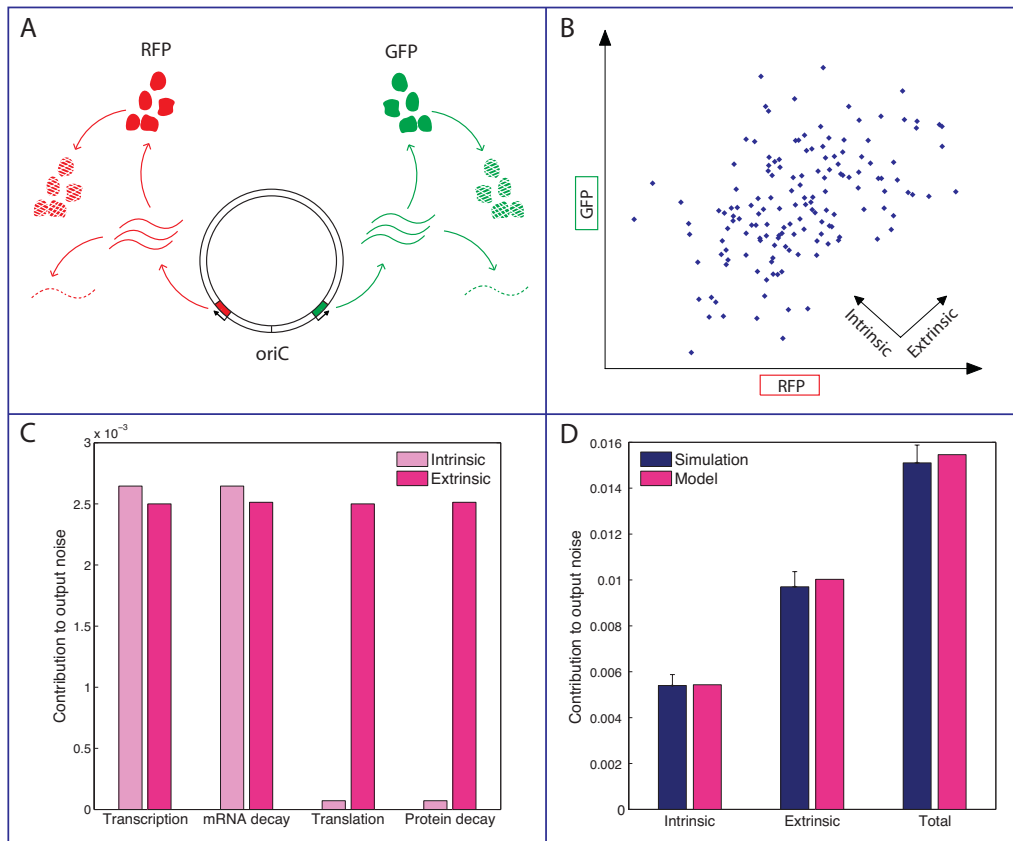 A
RFP
GFP
oriC
B
GFP
RFP
Intrinsic
Extrinsic
C
x 10⁻³
3
2.5
2
1.5
1
0.5
0
Contribution to output noise
Intrinsic
Extrinsic
Transcription mRNA decay Translation Protein decay
D
0.016
0.014
0.012
0.01
0.008
0.006
0.004
0.002
0
Contribution to output noise
Simulation
Model
Intrinsic Extrinsic Total